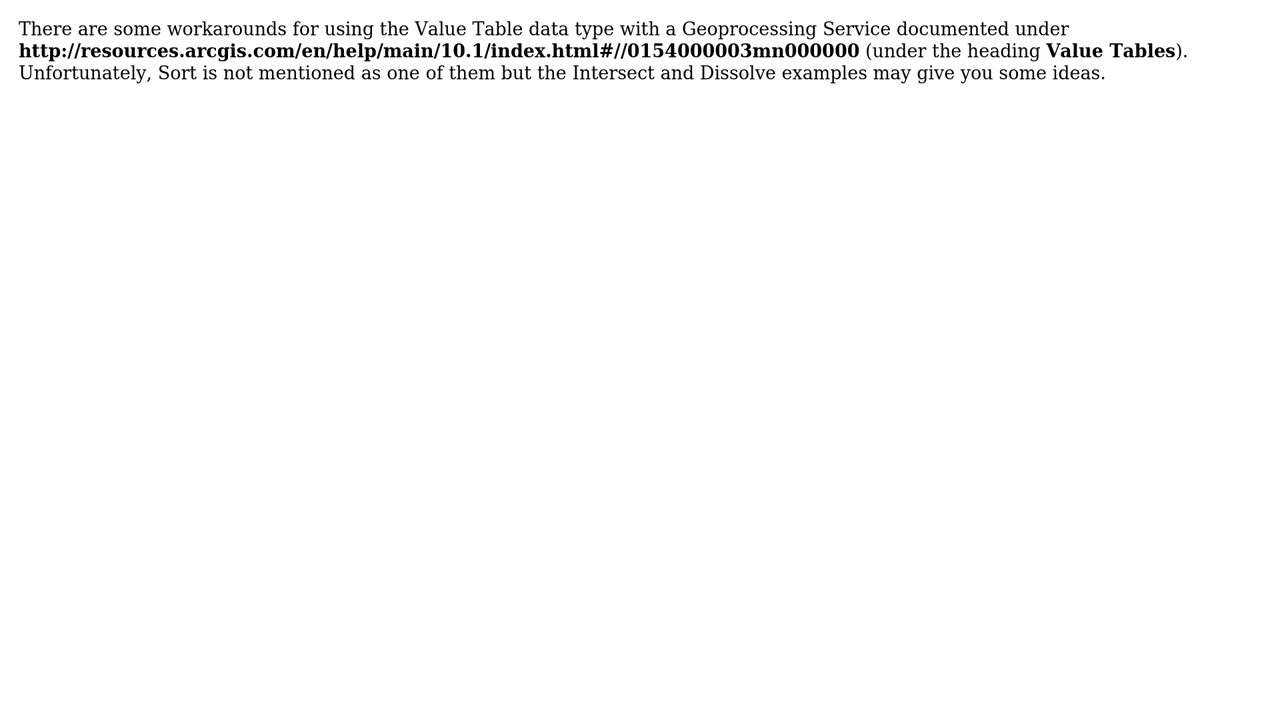 There are some workarounds for using the Value Table data type with a Geoprocessing Service documented under
http://resources.arcgis.com/en/help/main/10.1/index.html#//0154000003mn000000 (under the heading Value Tables).
Unfortunately, Sort is not mentioned as one of them but the Intersect and Dissolve examples may give you some ideas.